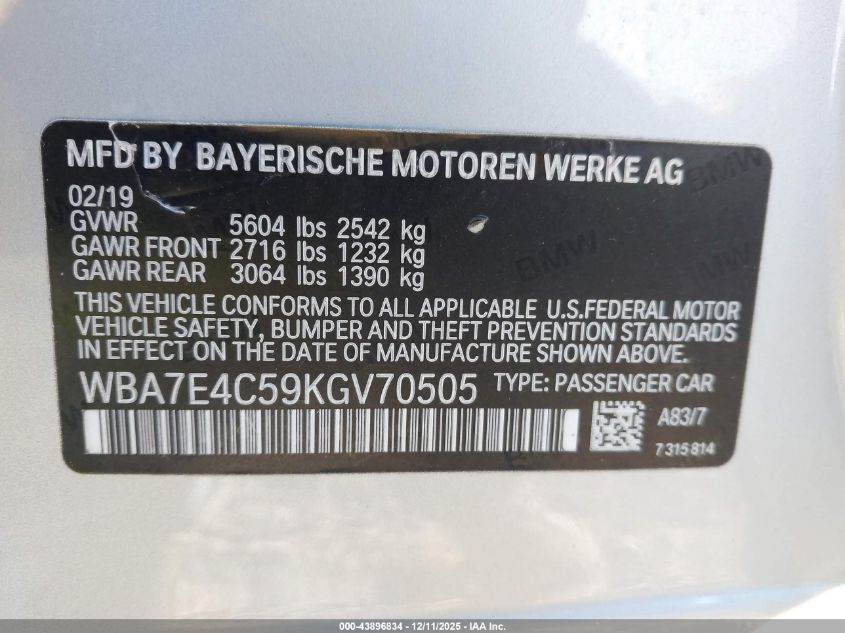 MFD BY BAYERISCHE MOTOREN WERKE AG
02/19
GVWR 5604 lbs 2542 kg
GAWR FRONT 2716 lbs 1232 kg
GAWR REAR 3064 lbs 1390 kg
THIS VEHICLE CONFORMS TO ALL APPLICABLE U.S.FEDERAL MOTOR
VEHICLE SAFETY, BUMPER AND THEFT PREVENTION STANDARDS
IN EFFECT ON THE DATE OF MANUFACTURE SHOWN ABOVE.
WBA7E4C59KGV70505 TYPE: PASSENGER CAR
A83/7
7 315 814
BMW
BMW
BMW
000-43896834 - 12/11/2025 - IAA Inc.